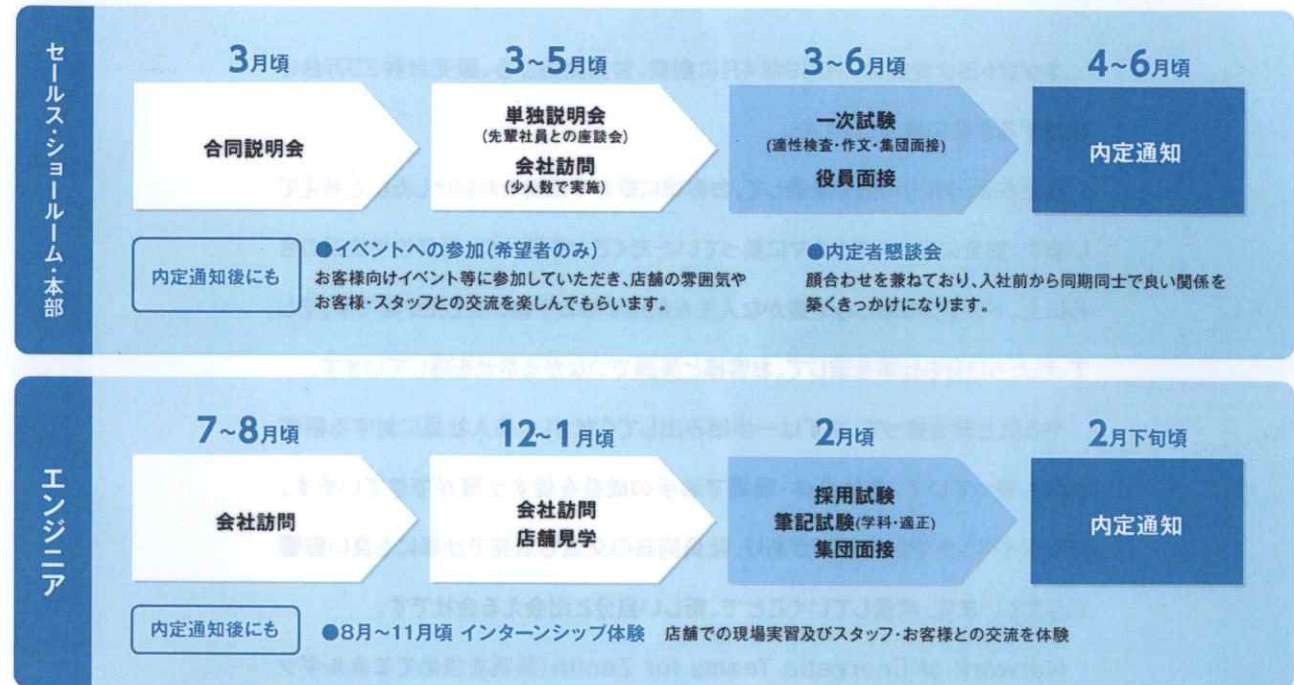 セールス・ショールーム・本部
3月頃
合同説明会
3~5月頃
単独説明会
(先輩社員との座談会)
会社訪問
(少人数で実施)
3~6月頃
一次試験
(適性検査・作文・集団面接)
役員面接
4~6月頃
内定通知
内定通知後にも
●イベントへの参加(希望者のみ)
お客様向けイベント等に参加していただき、店舗の雰囲気や
お客様・スタッフとの交流を楽しんでもらいます。
●内定者懇談会
顔合わせを兼ねており、入社前から同期同士で良い関係を
築くきっかけになります。
エンジニア
7~8月頃
会社訪問
12~1月頃
会社訪問
店舗見学
2月頃
採用試験
筆記試験(学科・適正)
集団面接
2月下旬頃
内定通知
内定通知後にも
●8月~11月頃 インターンシップ体験 店舗での現場実習及びスタッフ・お客様との交流を体験